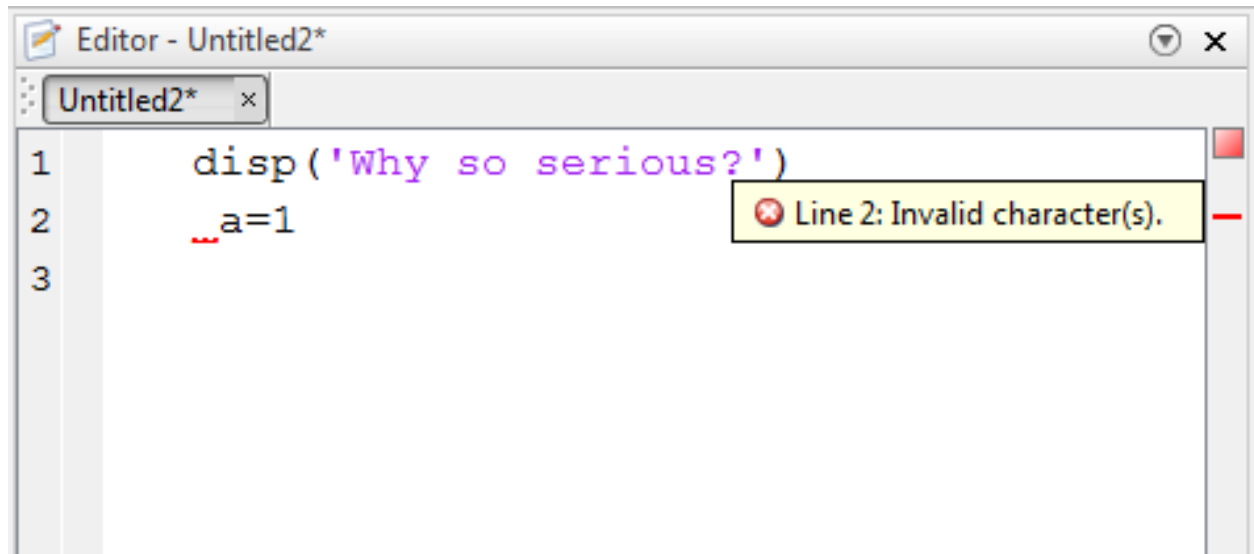 Editor - Untitled2*
Untitled2*
1 disp('Why so serious?')
2 a=1
Line 2: Invalid character(s).
3